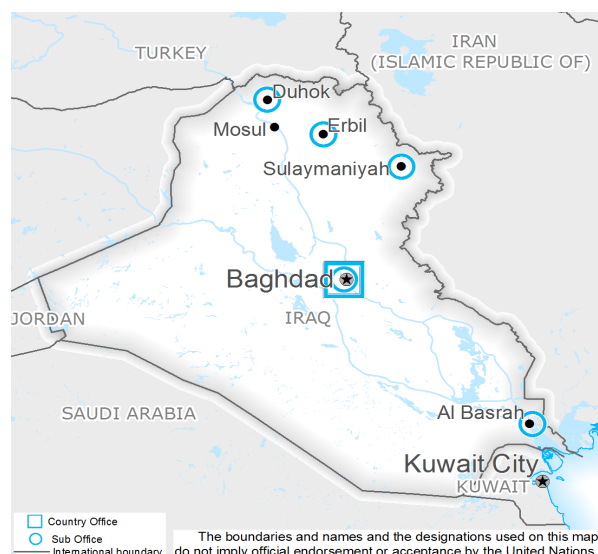 TURKEY
IRAN
(ISLAMIC REPUBLIC OF)
Duhok
Mosul
Erbil
Sulaymaniyah
Baghdad
JORDAN
IRAQ
SAUDI ARABIA
Al Basrah
Kuwait City
KUWAIT
Country Office
Sub Office
International boundary
The boundaries and names and the designations used on this map
do not imply official endorsement or acceptance by the United Nations.